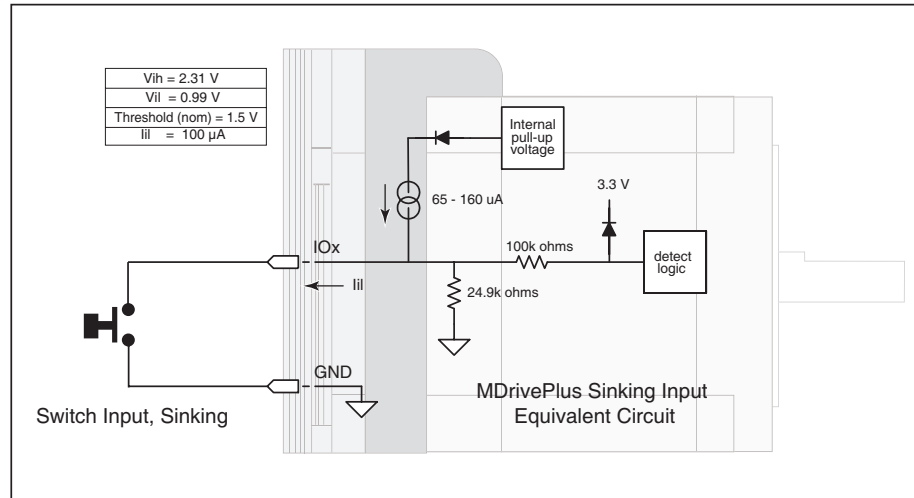 Vih = 2.31 V
Vil = 0.99 V
Threshold (nom) = 1.5 V
Iil = 100 µA
Internal
pull-up
voltage
65 - 160 uA
3.3 V
IOx
100k ohms
detect
logic
Iil
24.9k ohms
GND
Switch Input, Sinking
MDrivePlus Sinking Input
Equivalent Circuit